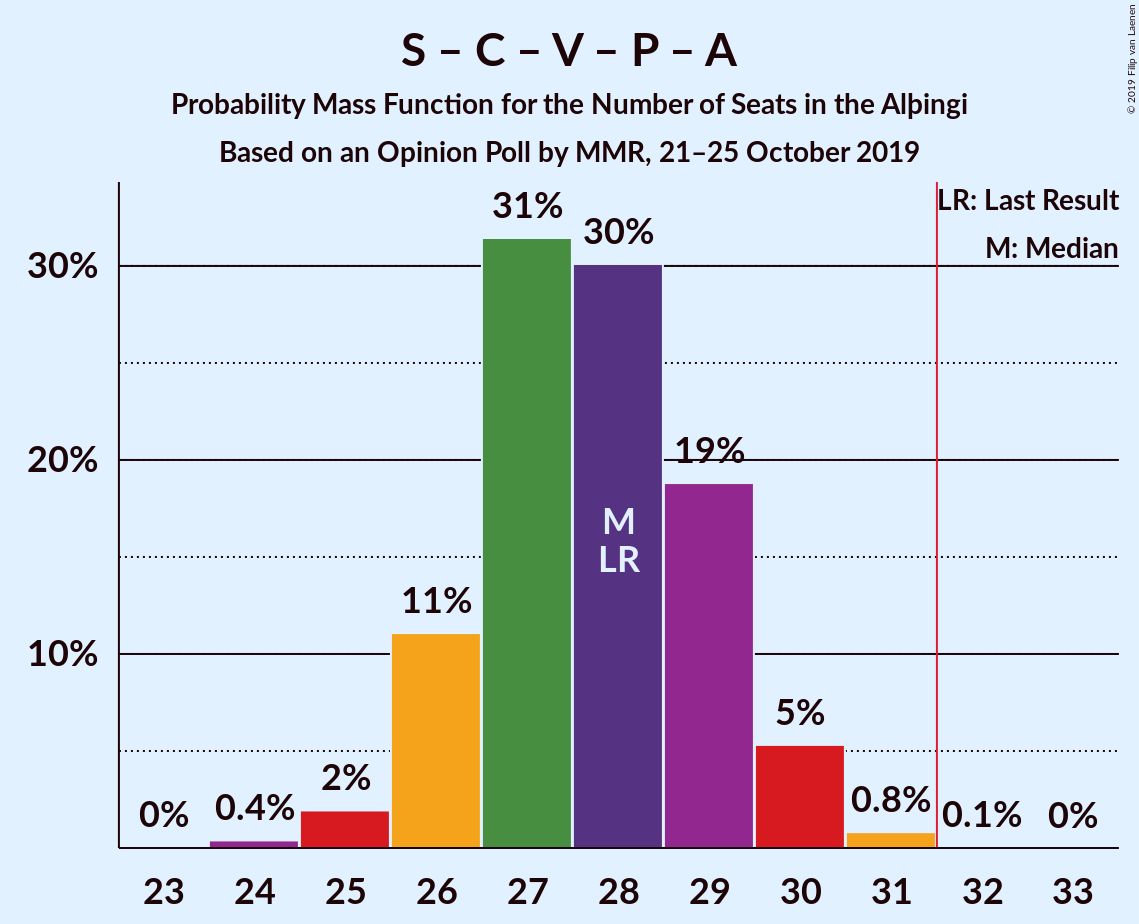 S – C – V – P – A
Probability Mass Function for the Number of Seats in the Alþingi
Based on an Opinion Poll by MMR, 21–25 October 2019
© 2019 Filip van Laenen
LR: Last Result
M: Median
30%
20%
10%
0%
0.4%
2%
11%
31%
30%
19%
5%
0.8%
0.1%
0%
M
LR
23 24 25 26 27 28 29 30 31 32 33